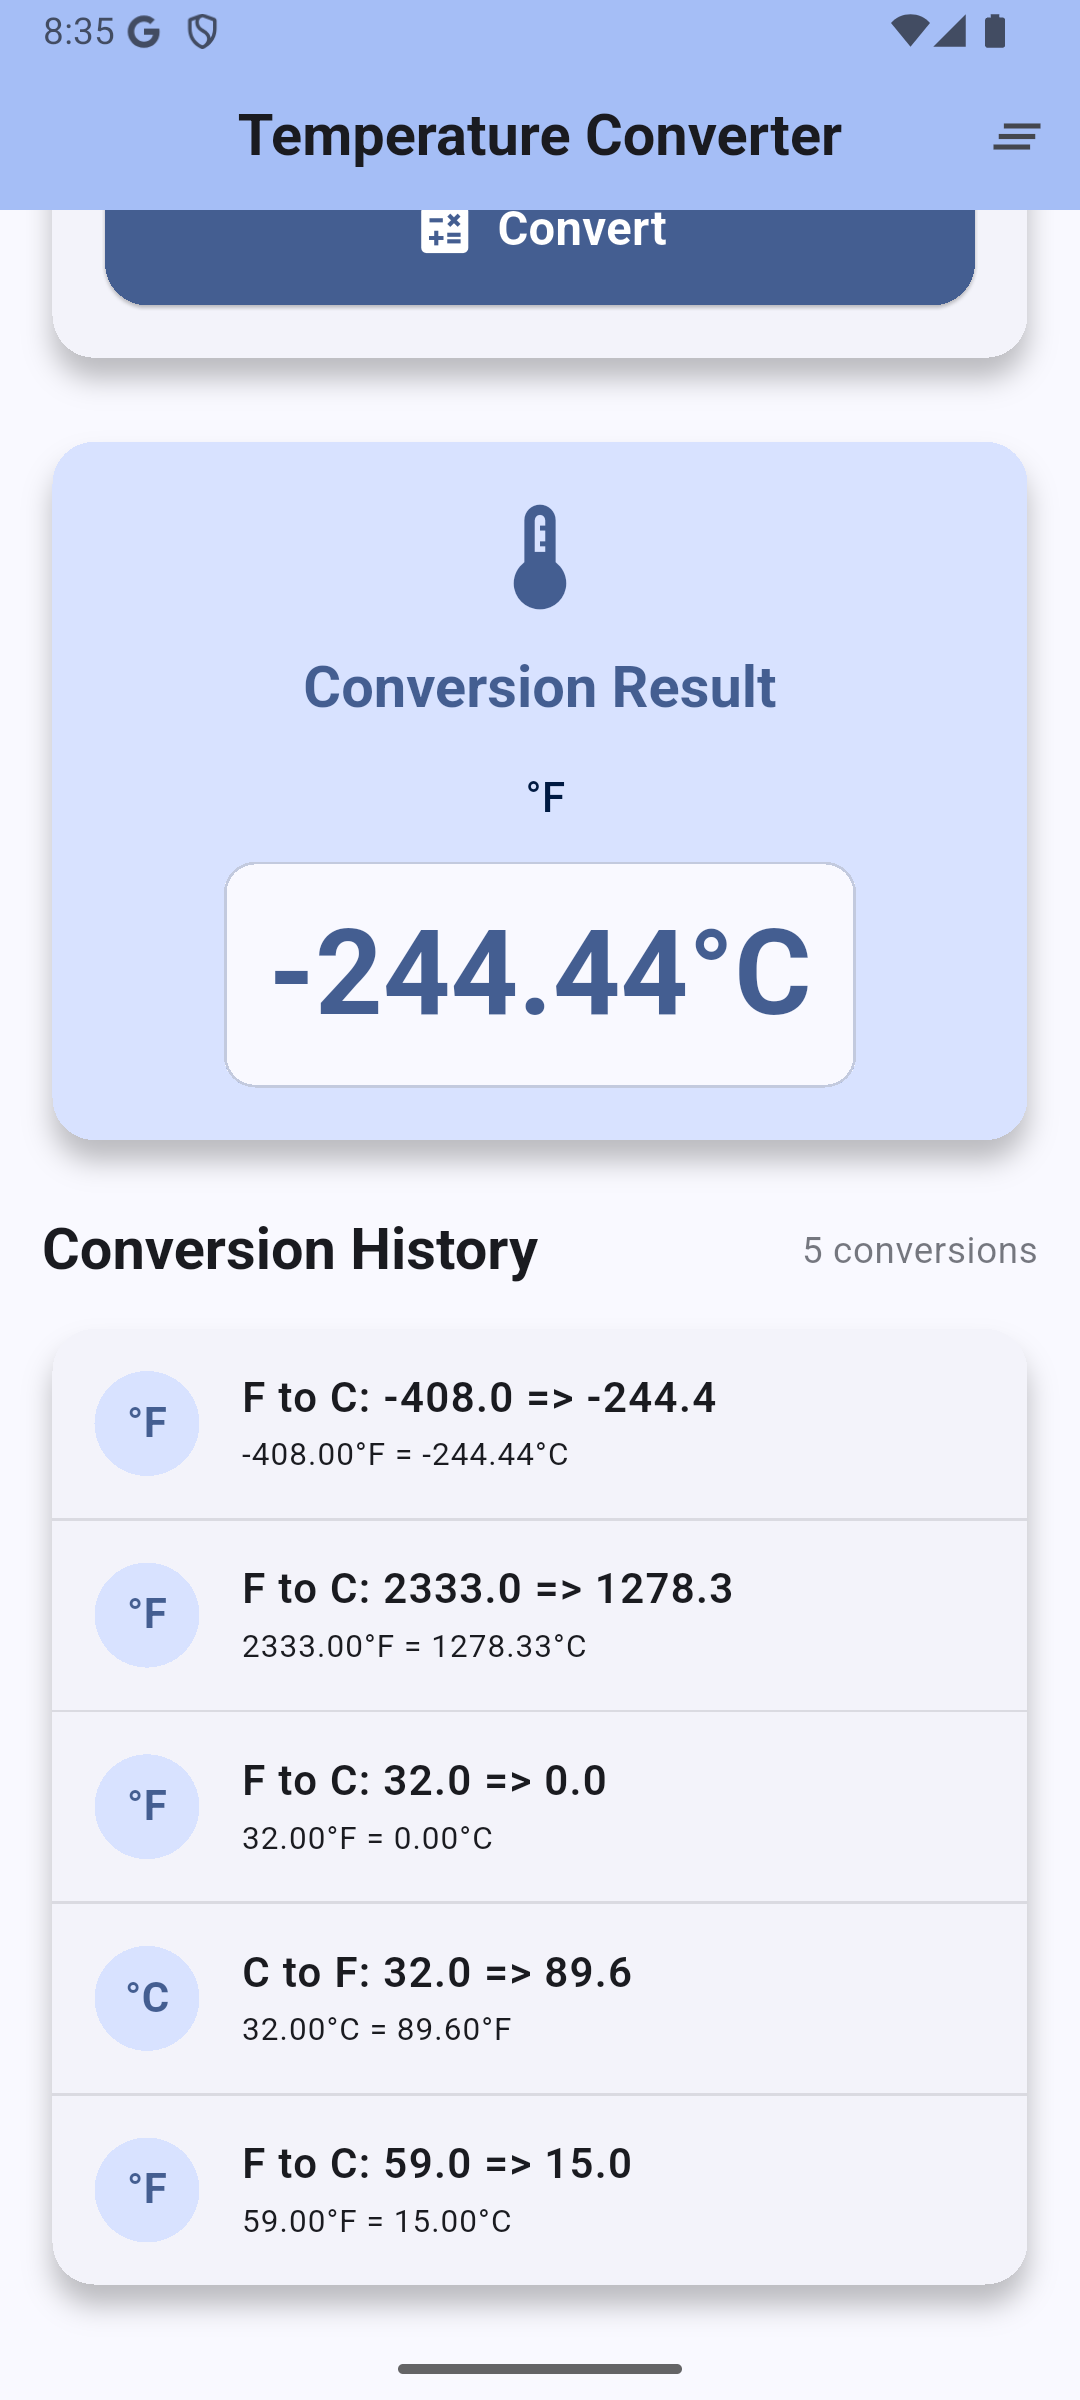 8:35
Temperature Converter
Convert
Conversion Result
°F
-244.44°C
Conversion History
5 conversions
°F
F to C: -408.0 => -244.4
-408.00°F = -244.44°C
°F
F to C: 2333.0 => 1278.3
2333.00°F = 1278.33°C
°F
F to C: 32.0 => 0.0
32.00°F = 0.00°C
°C
C to F: 32.0 => 89.6
32.00°C = 89.60°F
°F
F to C: 59.0 => 15.0
59.00°F = 15.00°C